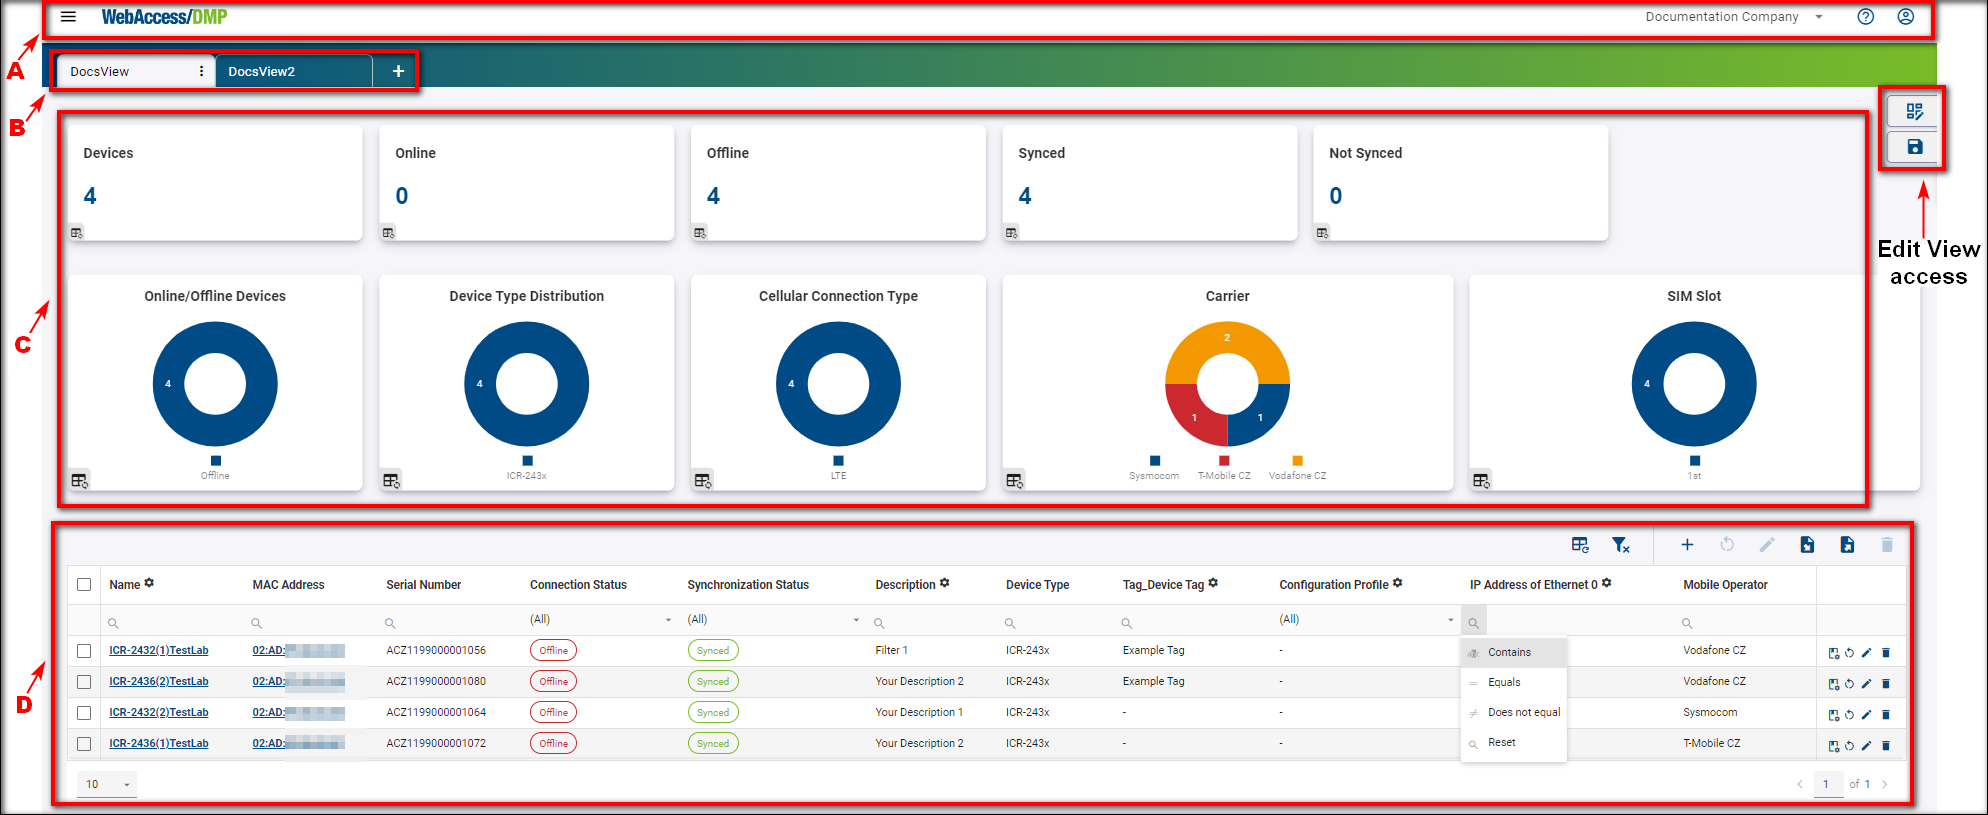 WebAccess/DMP
Documentation Company
A
DocsView
DocsView2
+
B
Devices
4
Online
0
Offline
4
Synced
4
Not Synced
0
Edit View
access
C
Online/Offline Devices
4
Offline
Device Type Distribution
4
ICR-243x
Cellular Connection Type
4
LTE
Carrier
2
1
1
Sysmocom T-Mobile CZ Vodafone CZ
SIM Slot
4
1st
D
Name MAC Address Serial Number Connection Status Synchronization Status Description Device Type Tag_Device Tag Configuration Profile IP Address of Ethernet 0 Mobile Operator
(All) (All) (All)
ICR-2432(1)TestLab 02:AD: ACZ1199000001056 Offline Synced Filter 1 ICR-243x Example Tag - Vodafone CZ
ICR-2436(2)TestLab 02:AD: ACZ1199000001080 Offline Synced Your Description 2 ICR-243x Example Tag - Vodafone CZ
ICR-2432(2)TestLab 02:AD: ACZ1199000001064 Offline Synced Your Description 1 ICR-243x - - Sysmocom
ICR-2436(1)TestLab 02:AD: ACZ1199000001072 Offline Synced Your Description 2 ICR-243x - - T-Mobile CZ
Contains
= Equals
≠ Does not equal
Reset
10
1 of 1